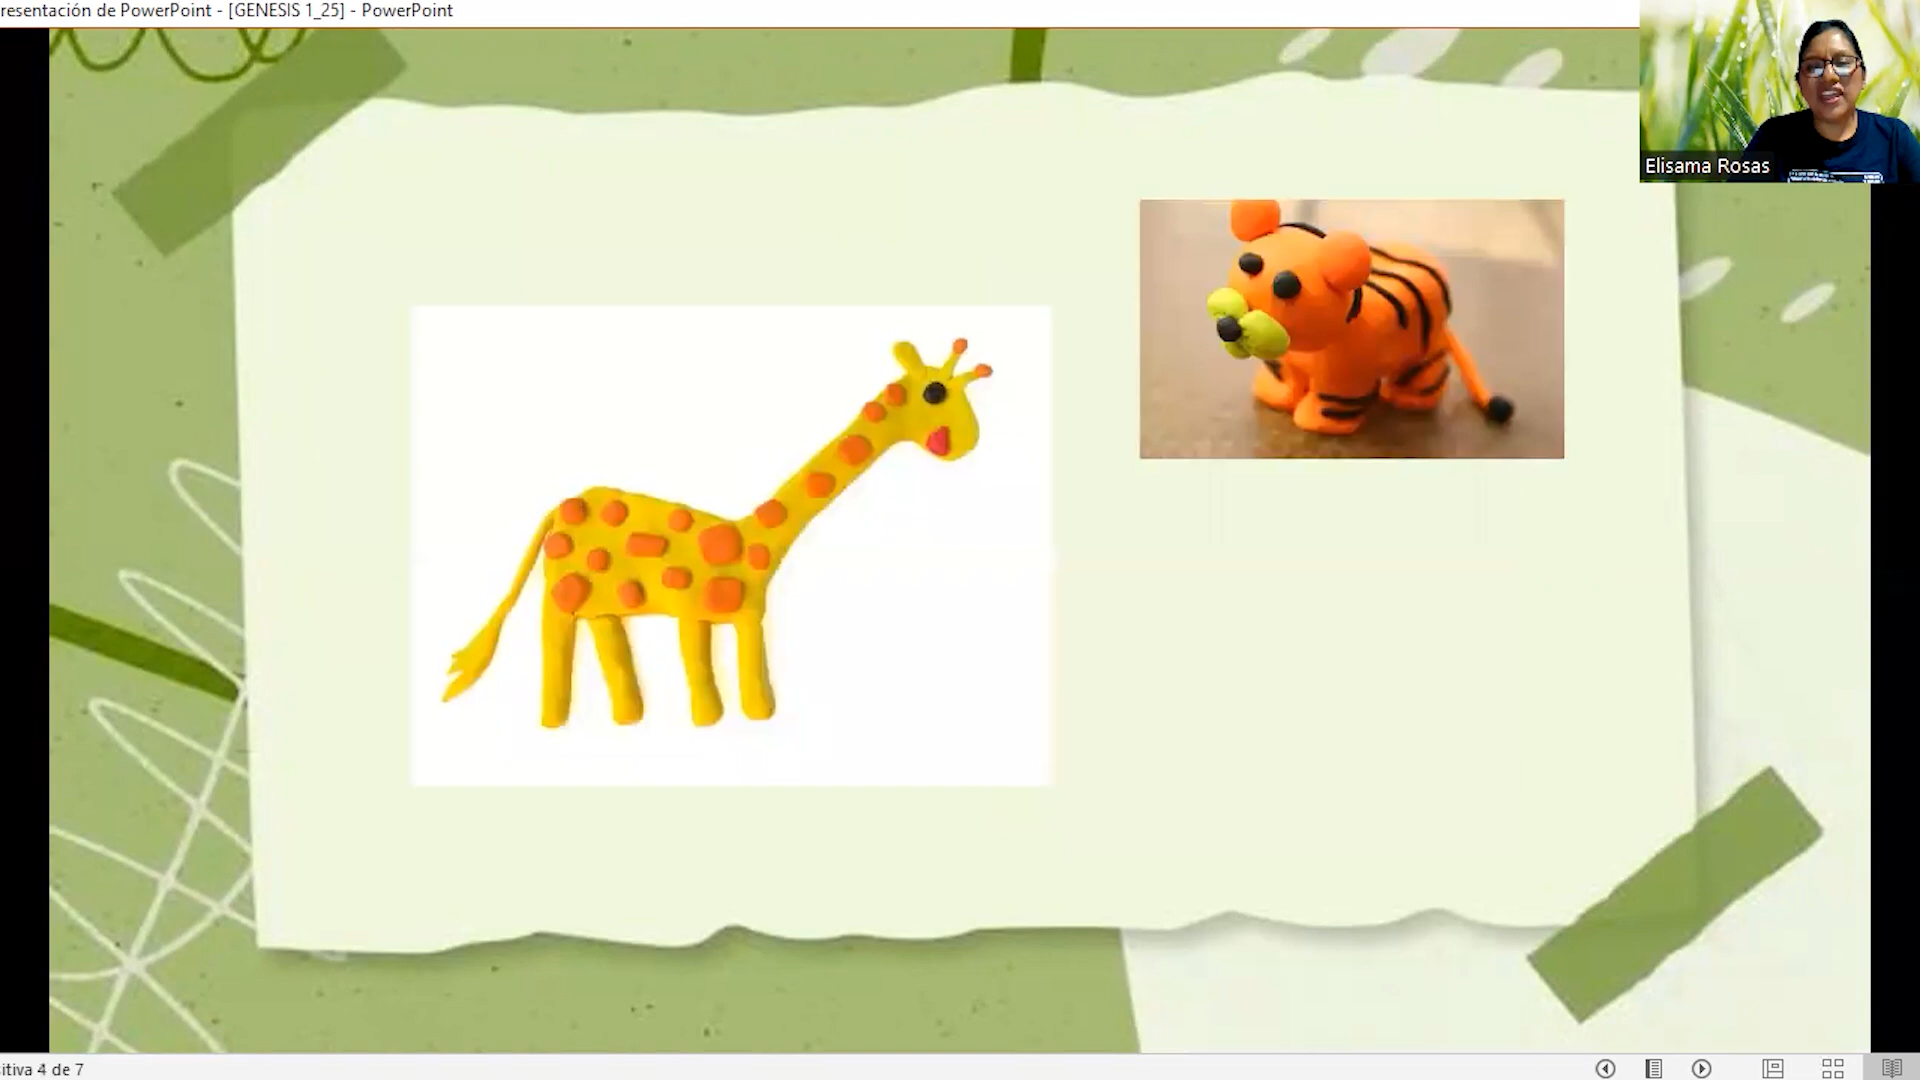 resentación de PowerPoint - [GENESIS 1_25] - PowerPoint
Elisama Rosas
itiva 4 de 7